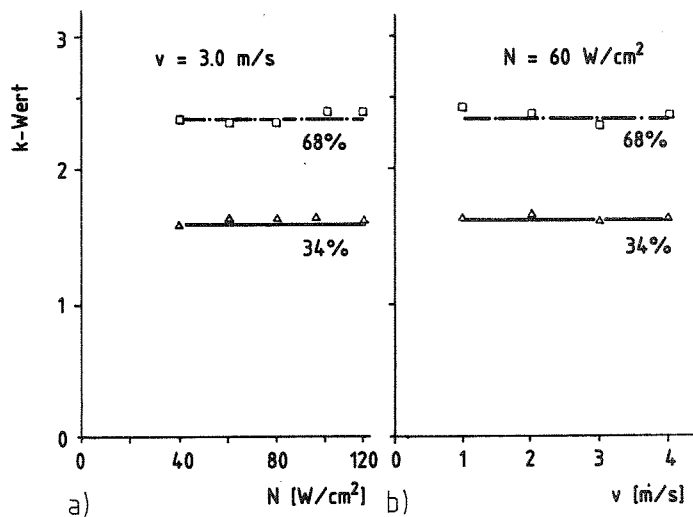 3
v = 3.0 m/s
N = 60 W/cm²
k-Wert
68%
68%
2
34%
34%
1
0
0 40 80 120
0 1 2 3 4
a)
N [W/cm²]
b)
v [m/s]